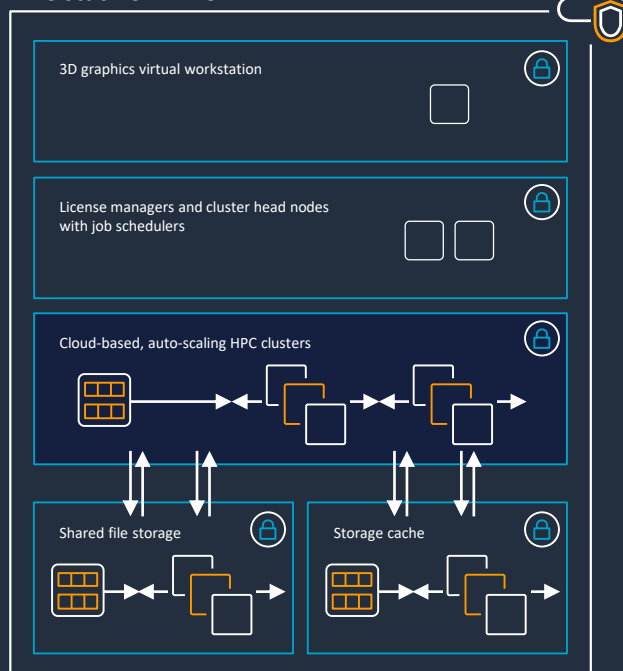 3D graphics virtual workstation
License managers and cluster head nodes
with job schedulers
Cloud-based, auto-scaling HPC clusters
Shared file storage
Storage cache